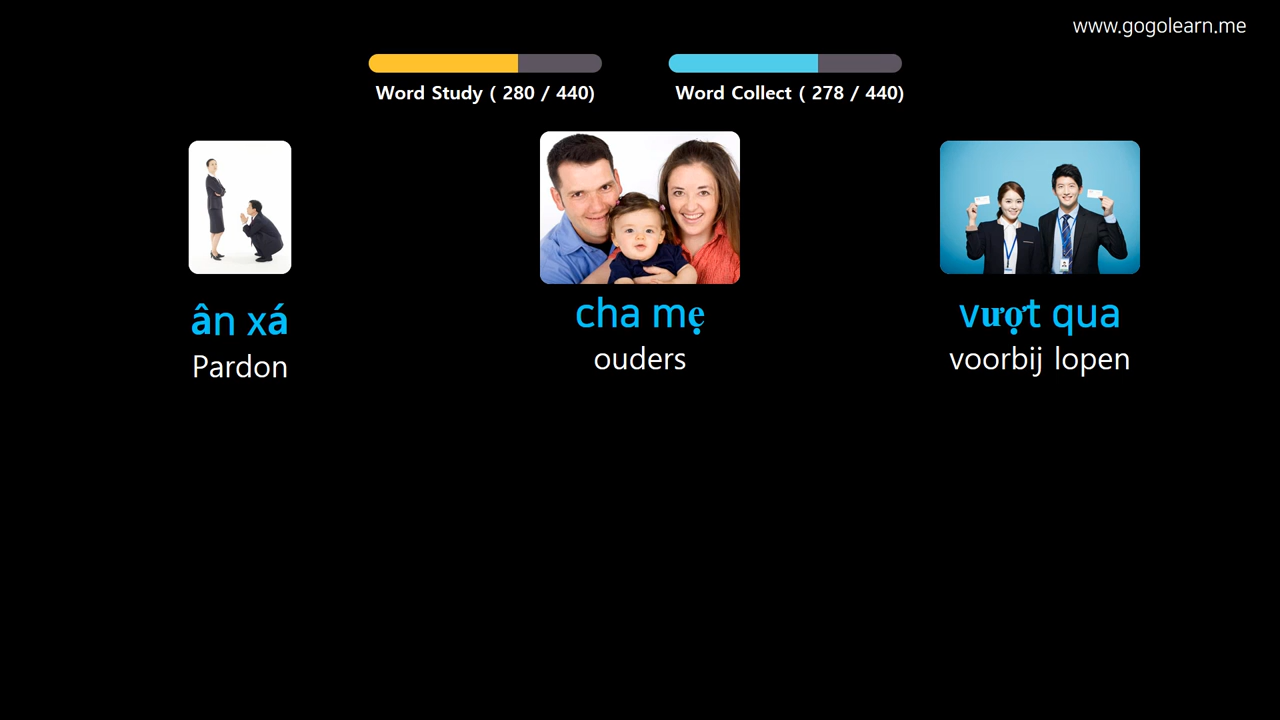 www.gogolearn.me
Word Study ( 280 / 440)
Word Collect ( 278 / 440)
ân xá
Pardon
cha mẹ
ouders
vượt qua
voorbij lopen